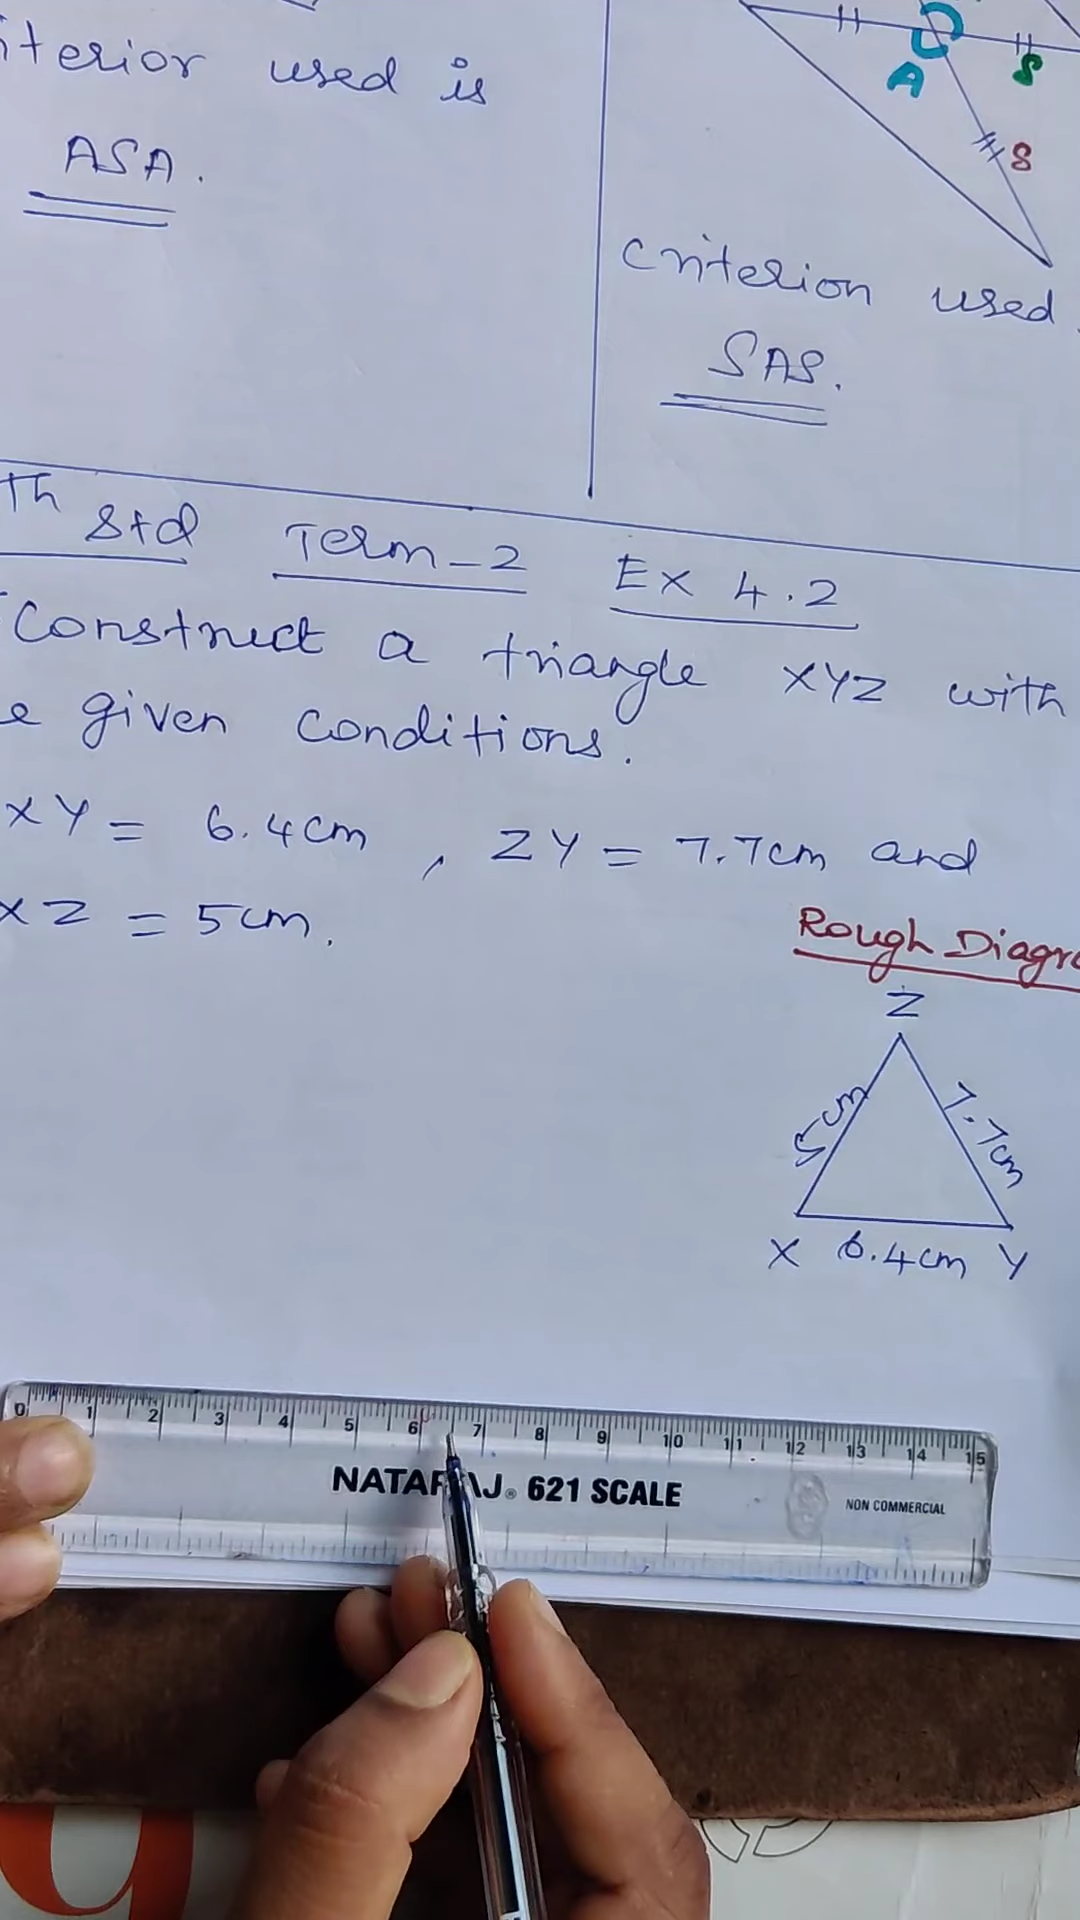 iterior used is
ASA.
A
S
S
criterion used
SAS.
th std Term-2 Ex 4.2
Construct a triangle XYZ with
e given conditions.
XY = 6.4cm, ZY = 7.7cm and
XZ = 5cm.
Rough Diagra
Z
5cm
7.7cm
X 6.4cm Y
0 1 2 3 4 5 6 7 8 9 10 11 12 13 14 15
NATARAJ® 621 SCALE
NON COMMERCIAL